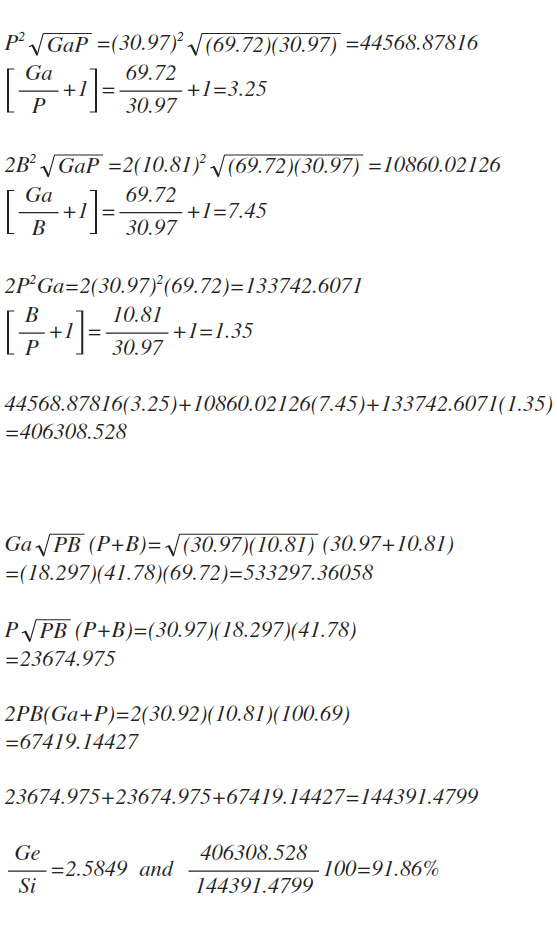 P²√GaP =(30.97)²√(69.72)(30.97) =44568.87816
[Ga/P +1]=69.72/30.97 +1=3.25
2B²√GaP =2(10.81)²√(69.72)(30.97) =10860.02126
[Ga/B +1]=69.72/30.97 +1=7.45
2P²Ga=2(30.97)²(69.72)=133742.6071
[B/P +1]=10.81/30.97 +1=1.35
44568.87816(3.25)+10860.02126(7.45)+133742.6071(1.35)
=406308.528
Ga√PB (P+B)=√(30.97)(10.81) (30.97+10.81)
=(18.297)(41.78)(69.72)=533297.36058
P√PB (P+B)=(30.97)(18.297)(41.78)
=23674.975
2PB(Ga+P)=2(30.92)(10.81)(100.69)
=67419.14427
23674.975+23674.975+67419.14427=144391.4799
Ge/Si =2.5849 and 406308.528/144391.4799 100=91.86%